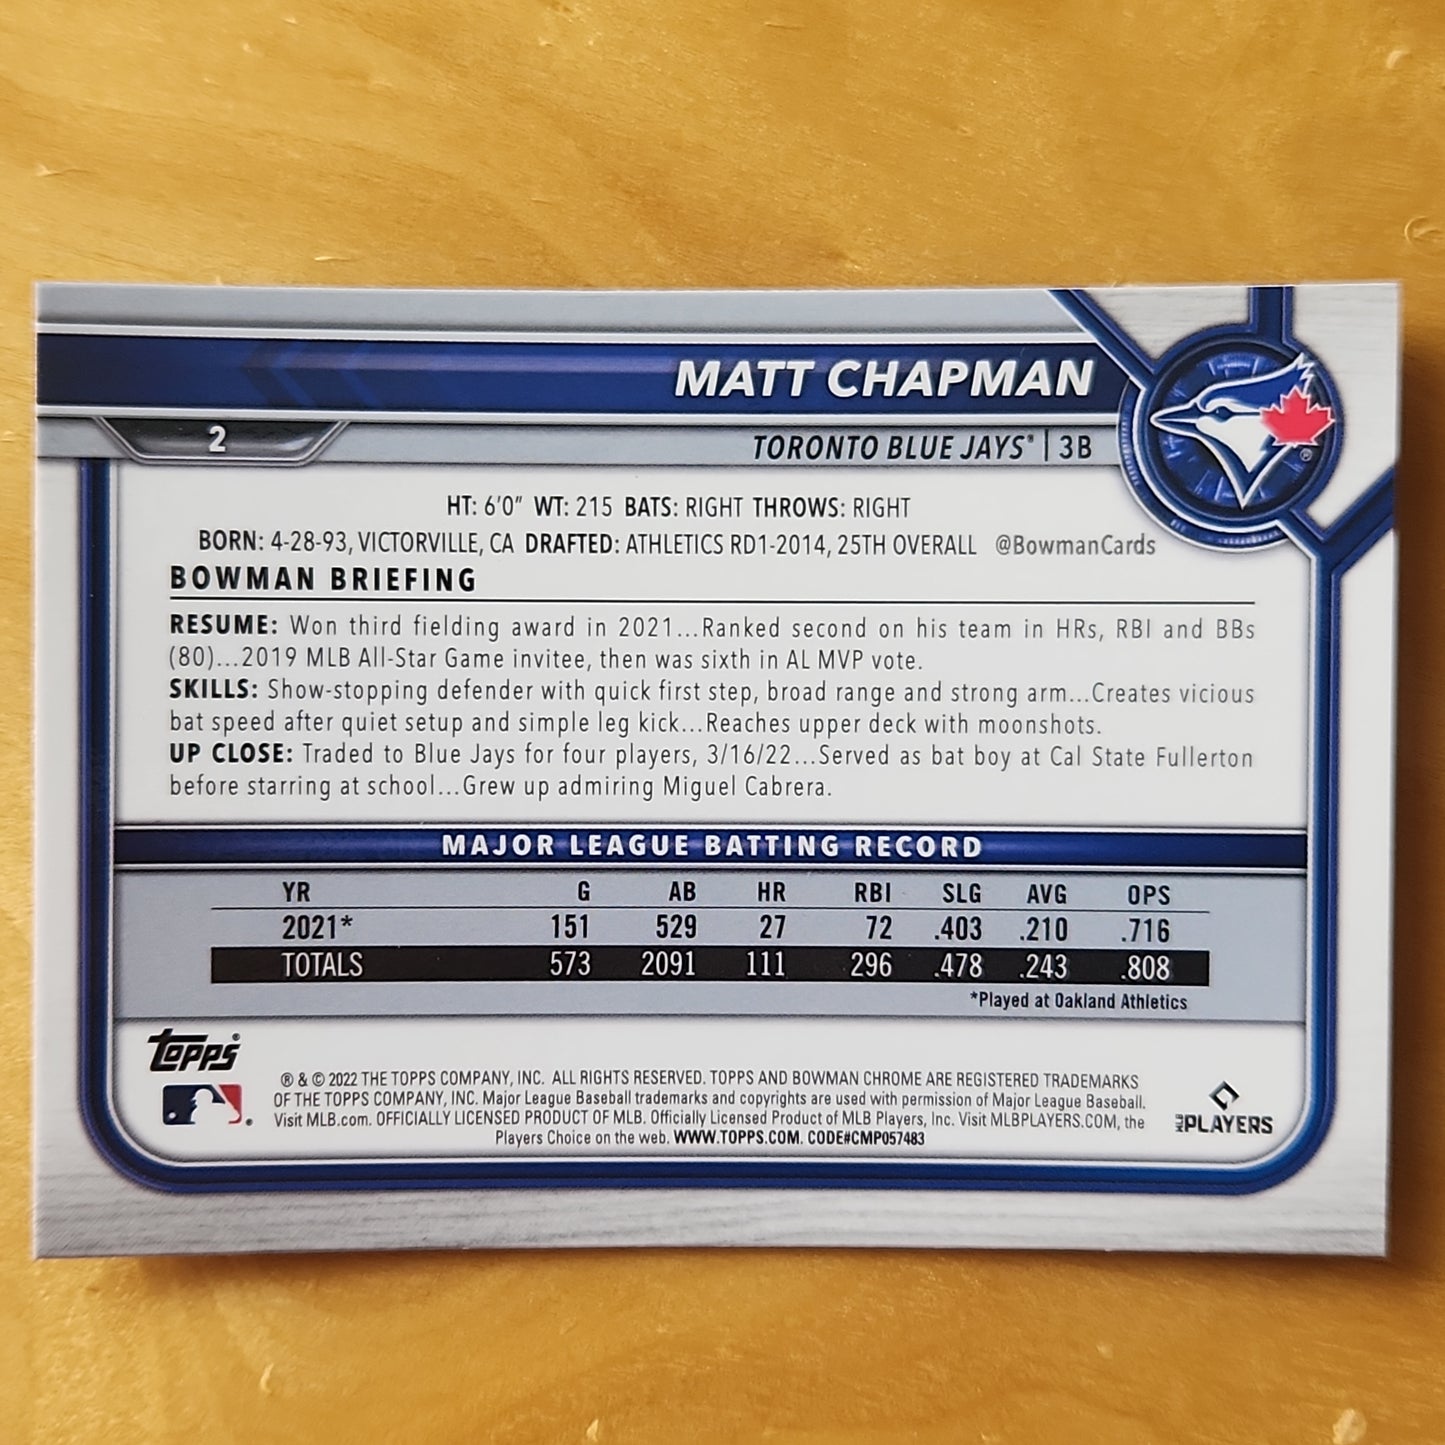 MATT CHAPMAN
2
TORONTO BLUE JAYS® | 3B
HT: 6'0" WT: 215 BATS: RIGHT THROWS: RIGHT
BORN: 4-28-93, VICTORVILLE, CA DRAFTED: ATHLETICS RD1-2014, 25TH OVERALL @BowmanCards
BOWMAN BRIEFING
RESUME: Won third fielding award in 2021...Ranked second on his team in HRs, RBI and BBs
(80)...2019 MLB All-Star Game invitee, then was sixth in AL MVP vote.
SKILLS: Show-stopping defender with quick first step, broad range and strong arm...Creates vicious
bat speed after quiet setup and simple leg kick...Reaches upper deck with moonshots.
UP CLOSE: Traded to Blue Jays for four players, 3/16/22...Served as bat boy at Cal State Fullerton
before starring at school...Grew up admiring Miguel Cabrera.
MAJOR LEAGUE BATTING RECORD
YR G AB HR RBI SLG AVG OPS
2021* 151 529 27 72 .403 .210 .716
TOTALS 573 2091 111 296 .478 .243 .808
*Played at Oakland Athletics
Topps®
® & © 2022 THE TOPPS COMPANY, INC. ALL RIGHTS RESERVED. TOPPS AND BOWMAN CHROME ARE REGISTERED TRADEMARKS
OF THE TOPPS COMPANY, INC. Major League Baseball trademarks and copyrights are used with permission of Major League Baseball.
Visit MLB.com. OFFICIALLY LICENSED PRODUCT OF MLB. Officially Licensed Product of MLB Players, Inc. Visit MLBPLAYERS.COM, the
Players Choice on the web. WWW.TOPPS.COM. CODE#CMP057483
MLB PLAYERS